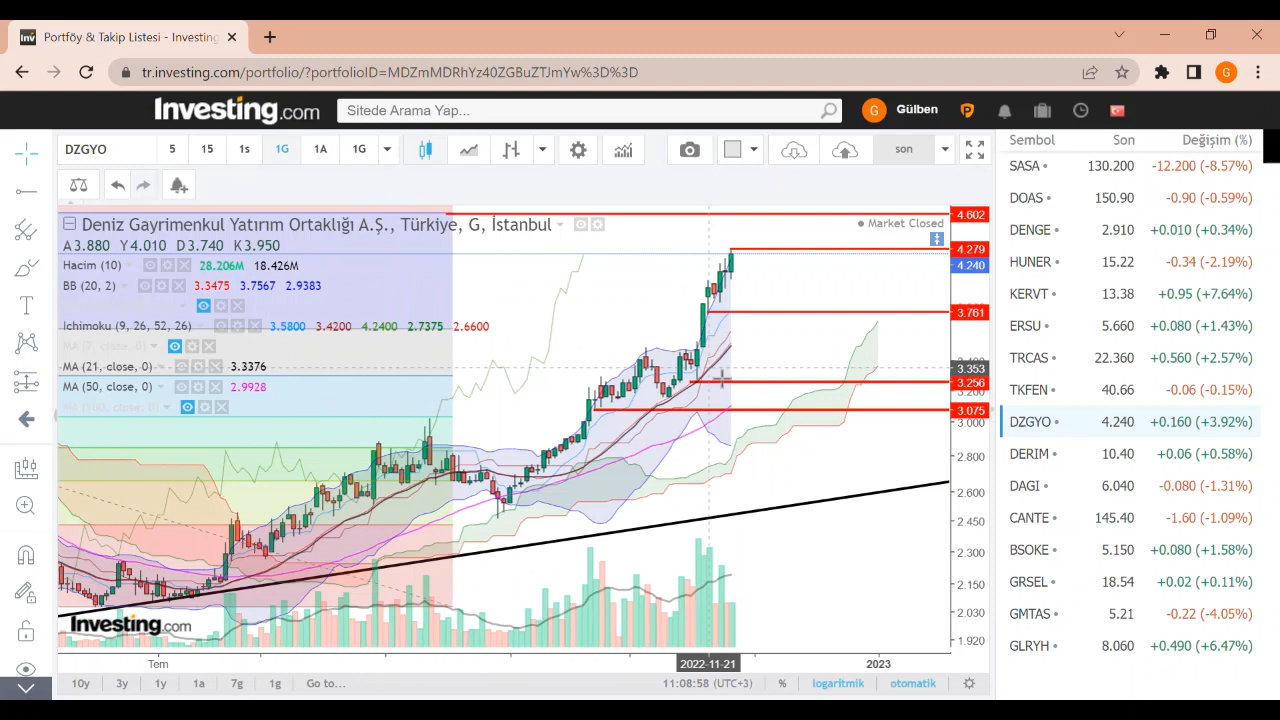 Portföy & Takip Listesi - Investing
tr.investing.com/portfolio/?portfolioID=MDZmMDRhYz40ZGBuZTJmYw%3D%3D
G
Investing.com
Sitede Arama Yap...
G Gülben
DZGYO 5 15 1s 1G 1A 1G son
Sembol Son Değişim (%)
SASA 130.200 -12.200 (-8.57%)
DOAS 150.90 -0.90 (-0.59%)
DENGE 2.910 +0.010 (+0.34%)
HUNER 15.22 -0.34 (-2.19%)
KERVT 13.38 +0.95 (+7.64%)
ERSU 5.660 +0.080 (+1.43%)
TRCAS 22.360 +0.560 (+2.57%)
TKFEN 40.66 -0.06 (-0.15%)
DZGYO 4.240 +0.160 (+3.92%)
DERIM 10.40 +0.06 (+0.58%)
DAGI 6.040 -0.080 (-1.31%)
CANTE 145.40 -1.60 (-1.09%)
BSOKE 5.150 +0.080 (+1.58%)
GRSEL 18.54 +0.02 (+0.11%)
GMTAS 5.21 -0.22 (-4.05%)
GLRYH 8.060 +0.490 (+6.47%)
Deniz Gayrimenkul Yatırım Ortaklığı A.Ş., Türkiye, G, İstanbul
Market Closed
A3.880 Y4.010 D3.740 K3.950
Hacim (10) 28.206M 18.426M
BB (20, 2) 3.3475 3.7567 2.9383
Ichimoku (9, 26, 52, 26) 3.5800 3.4200 4.2400 2.7375 2.6600
MA (7, close, 0)
MA (21, close, 0) 3.3376
MA (50, close, 0) 2.9928
4.602
4.279
4.240
3.761
3.353
3.256
3.075
3.0000
2.8000
2.6000
2.4500
2.3000
2.1500
2.0300
1.9200
Investing.com
Tem 2022-11-21 2023
10y 3y 1y 1a 7g 1g Go to... 11:08:58 (UTC+3) % logaritmik otomatik